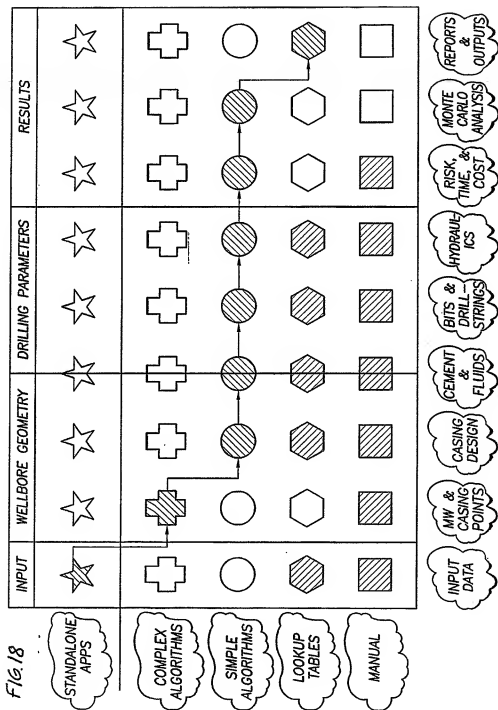 FIG. 18
INPUT
WELLBORE GEOMETRY
DRILLING PARAMETERS
RESULTS
STANDALONE
APPS
COMPLEX
ALGORITHMS
SIMPLE
ALGORITHMS
LOOKUP
TABLES
MANUAL
INPUT
DATA
MW &
CASING
POINTS
CASING
DESIGN
CEMENT
&
FLUIDS
BITS &
DRILL-
STRINGS
HYDRAUL-
ICS
RISK,
TIME, &
COST
MONTE
CARLO
ANALYSIS
REPORTS
&
OUTPUTS